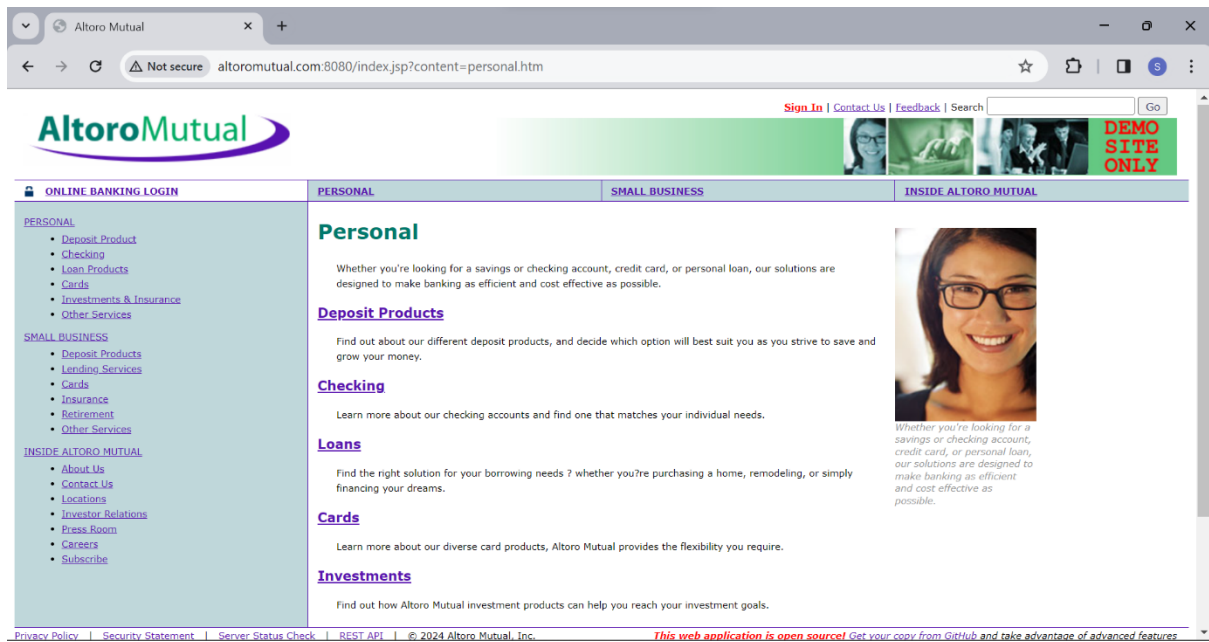 Altoro Mutual
Not secure altoromutual.com:8080/index.jsp?content=personal.htm
S
Sign In | Contact Us | Feedback | Search Go
AltoroMutual
DEMO
SITE
ONLY
ONLINE BANKING LOGIN
PERSONAL
SMALL BUSINESS
INSIDE ALTORO MUTUAL
PERSONAL
Deposit Product
Checking
Loan Products
Cards
Investments & Insurance
Other Services
SMALL BUSINESS
Deposit Products
Lending Services
Cards
Insurance
Retirement
Other Services
INSIDE ALTORO MUTUAL
About Us
Contact Us
Locations
Investor Relations
Press Room
Careers
Subscribe
Personal
Whether you're looking for a savings or checking account, credit card, or personal loan, our solutions are
designed to make banking as efficient and cost effective as possible.
Deposit Products
Find out about our different deposit products, and decide which option will best suit you as you strive to save and
grow your money.
Checking
Learn more about our checking accounts and find one that matches your individual needs.
Loans
Find the right solution for your borrowing needs ? whether you?re purchasing a home, remodeling, or simply
financing your dreams.
Cards
Learn more about our diverse card products, Altoro Mutual provides the flexibility you require.
Investments
Find out how Altoro Mutual investment products can help you reach your investment goals.
Whether you're looking for a
savings or checking account,
credit card, or personal loan,
our solutions are designed to
make banking as efficient
and cost effective as
possible.
Privacy Policy | Security Statement | Server Status Check | REST API | © 2024 Altoro Mutual, Inc.
This web application is open source! Get your copy from GitHub and take advantage of advanced features